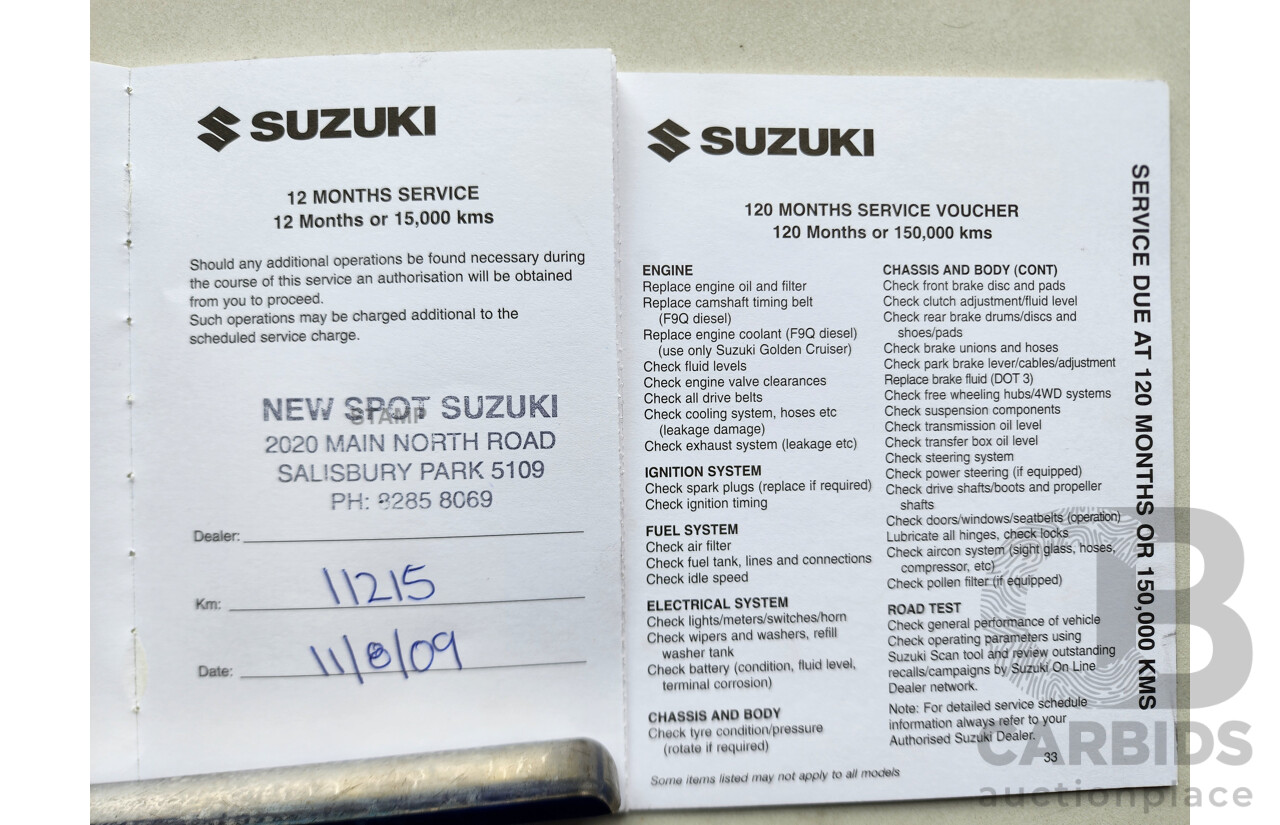 SUZUKI
12 MONTHS SERVICE
12 Months or 15,000 kms
Should any additional operations be found necessary during
the course of this service an authorisation will be obtained
from you to proceed.
Such operations may be charged additional to the
scheduled service charge.
STAMP
NEW SPOT SUZUKI
2020 MAIN NORTH ROAD
SALISBURY PARK 5109
PH: 8285 8069
Dealer:
Km: 11215
Date: 11/8/09
SUZUKI
120 MONTHS SERVICE VOUCHER
120 Months or 150,000 kms
ENGINE
Replace engine oil and filter
Replace camshaft timing belt
(F9Q diesel)
Replace engine coolant (F9Q diesel)
(use only Suzuki Golden Cruiser)
Check fluid levels
Check engine valve clearances
Check all drive belts
Check cooling system, hoses etc
(leakage damage)
Check exhaust system (leakage etc)
IGNITION SYSTEM
Check spark plugs (replace if required)
Check ignition timing
FUEL SYSTEM
Check air filter
Check fuel tank, lines and connections
Check idle speed
ELECTRICAL SYSTEM
Check lights/meters/switches/horn
Check wipers and washers, refill
washer tank
Check battery (condition, fluid level,
terminal corrosion)
CHASSIS AND BODY
Check tyre condition/pressure
(rotate if required)
CHASSIS AND BODY (CONT)
Check front brake disc and pads
Check clutch adjustment/fluid level
Check rear brake drums/discs and
shoes/pads
Check brake unions and hoses
Check park brake lever/cables/adjustment
Replace brake fluid (DOT 3)
Check free wheeling hubs/4WD systems
Check suspension components
Check transmission oil level
Check transfer box oil level
Check steering system
Check power steering (if equipped)
Check drive shafts/boots and propeller
shafts
Check doors/windows/seatbelts (operation)
Lubricate all hinges, check locks
Check aircon system (sight glass, hoses,
compressor, etc)
Check pollen filter (if equipped)
ROAD TEST
Check general performance of vehicle
Check operating parameters using
Suzuki Scan tool and review outstanding
recalls/campaigns by Suzuki On Line
Dealer network.
Note: For detailed service schedule
information always refer to your
Authorised Suzuki Dealer.
33
Some items listed may not apply to all models
SERVICE DUE AT 120 MONTHS OR 150,000 KMS
CB
CARBIDS
auctionplace